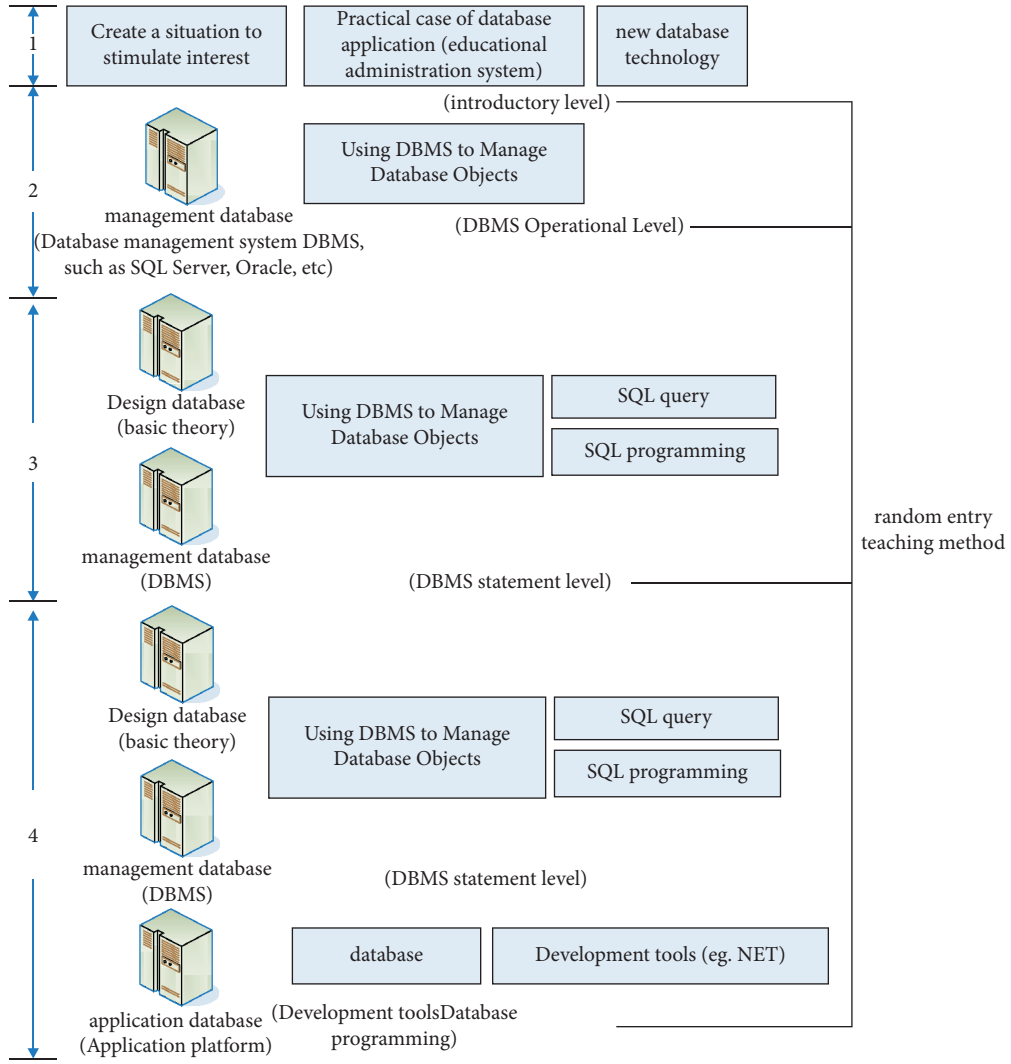 1
Create a situation to
stimulate interest
Practical case of database
application (educational
administration system)
new database
technology
(introductory level)
2
management database
(Database management system DBMS,
such as SQL Server, Oracle, etc)
Using DBMS to Manage
Database Objects
(DBMS Operational Level)
3
Design database
(basic theory)
Using DBMS to Manage
Database Objects
SQL query
SQL programming
management database
(DBMS)
(DBMS statement level)
random entry
teaching method
4
Design database
(basic theory)
Using DBMS to Manage
Database Objects
SQL query
SQL programming
management database
(DBMS)
(DBMS statement level)
application database
(Application platform)
database
Development tools (eg. NET)
(Development toolsDatabase
programming)